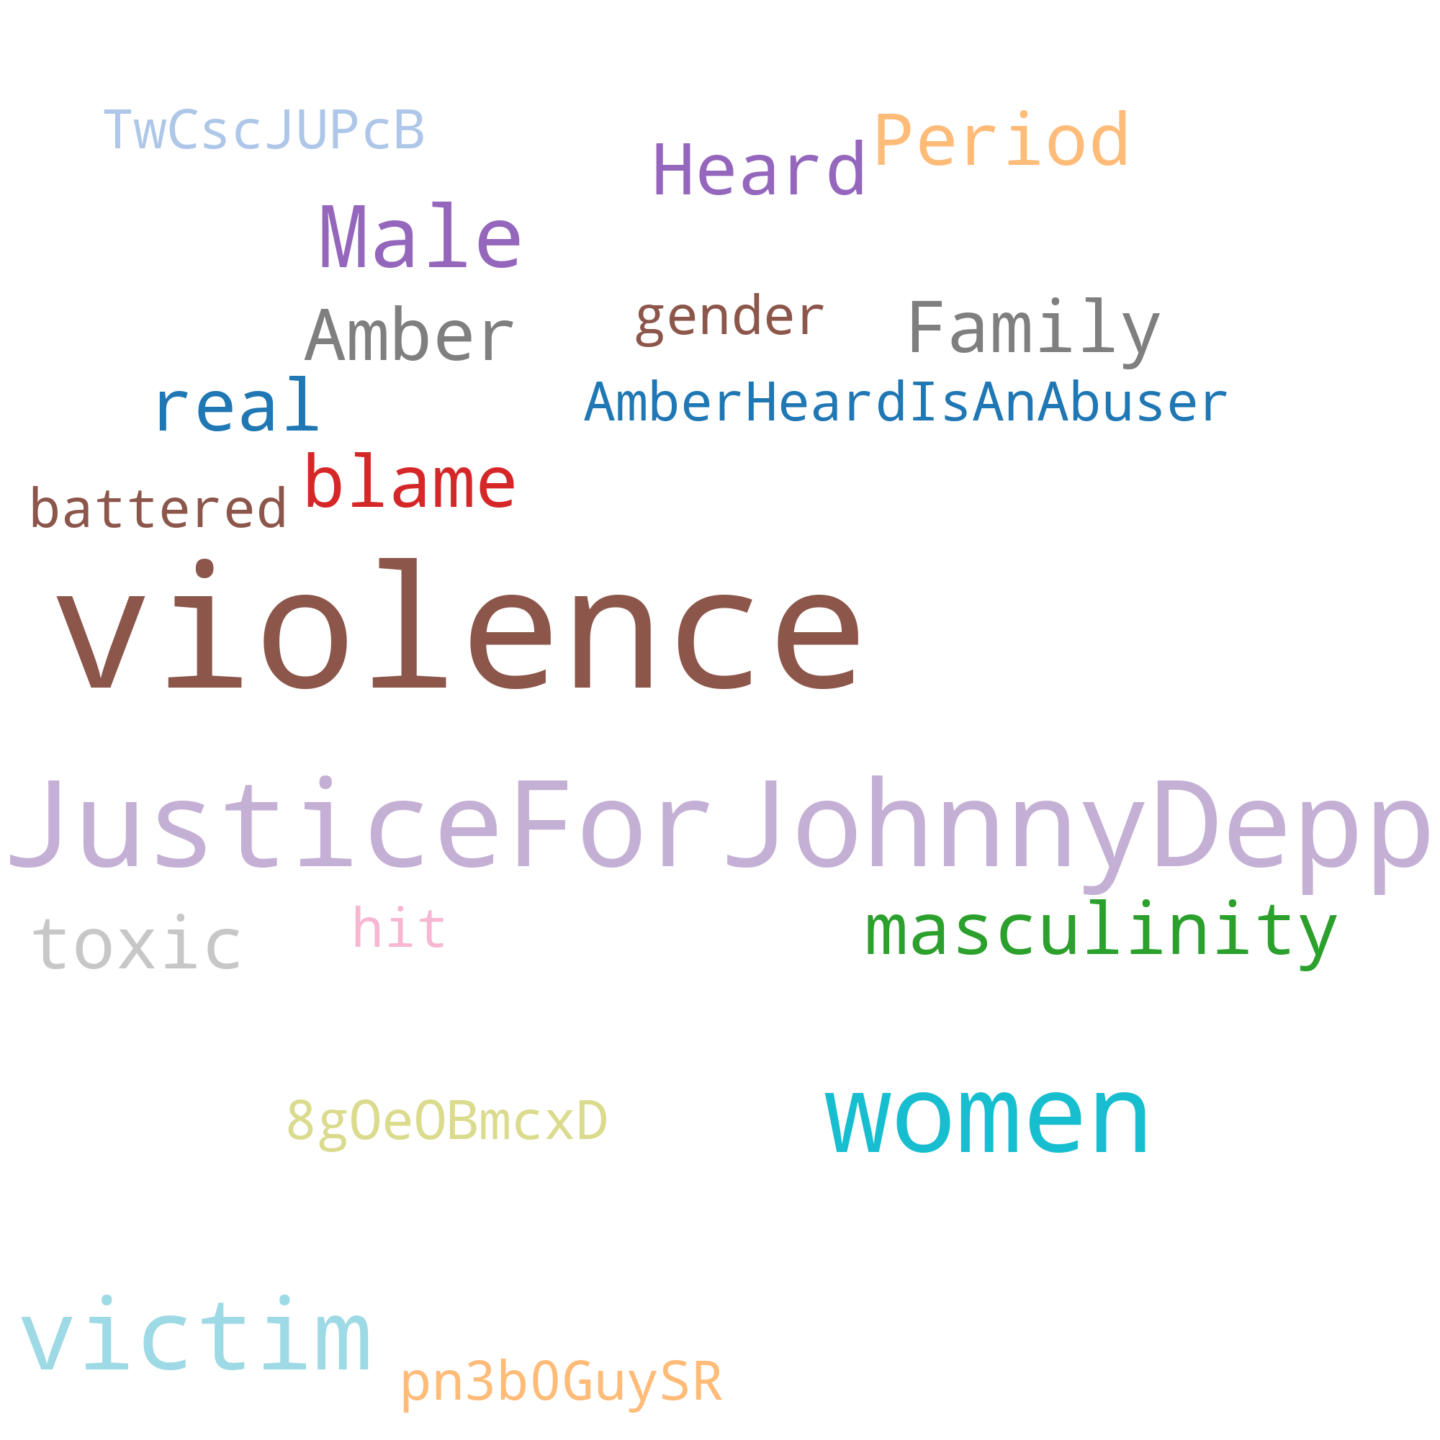 TwCscJUPcB
Heard
Period
Male
Amber
gender
Family
real
AmberHeardIsAnAbuser
blame
battered
violence
JusticeForJohnnyDepp
toxic
hit
masculinity
8gOeOBmcxD
women
victim
pn3b0GuySR